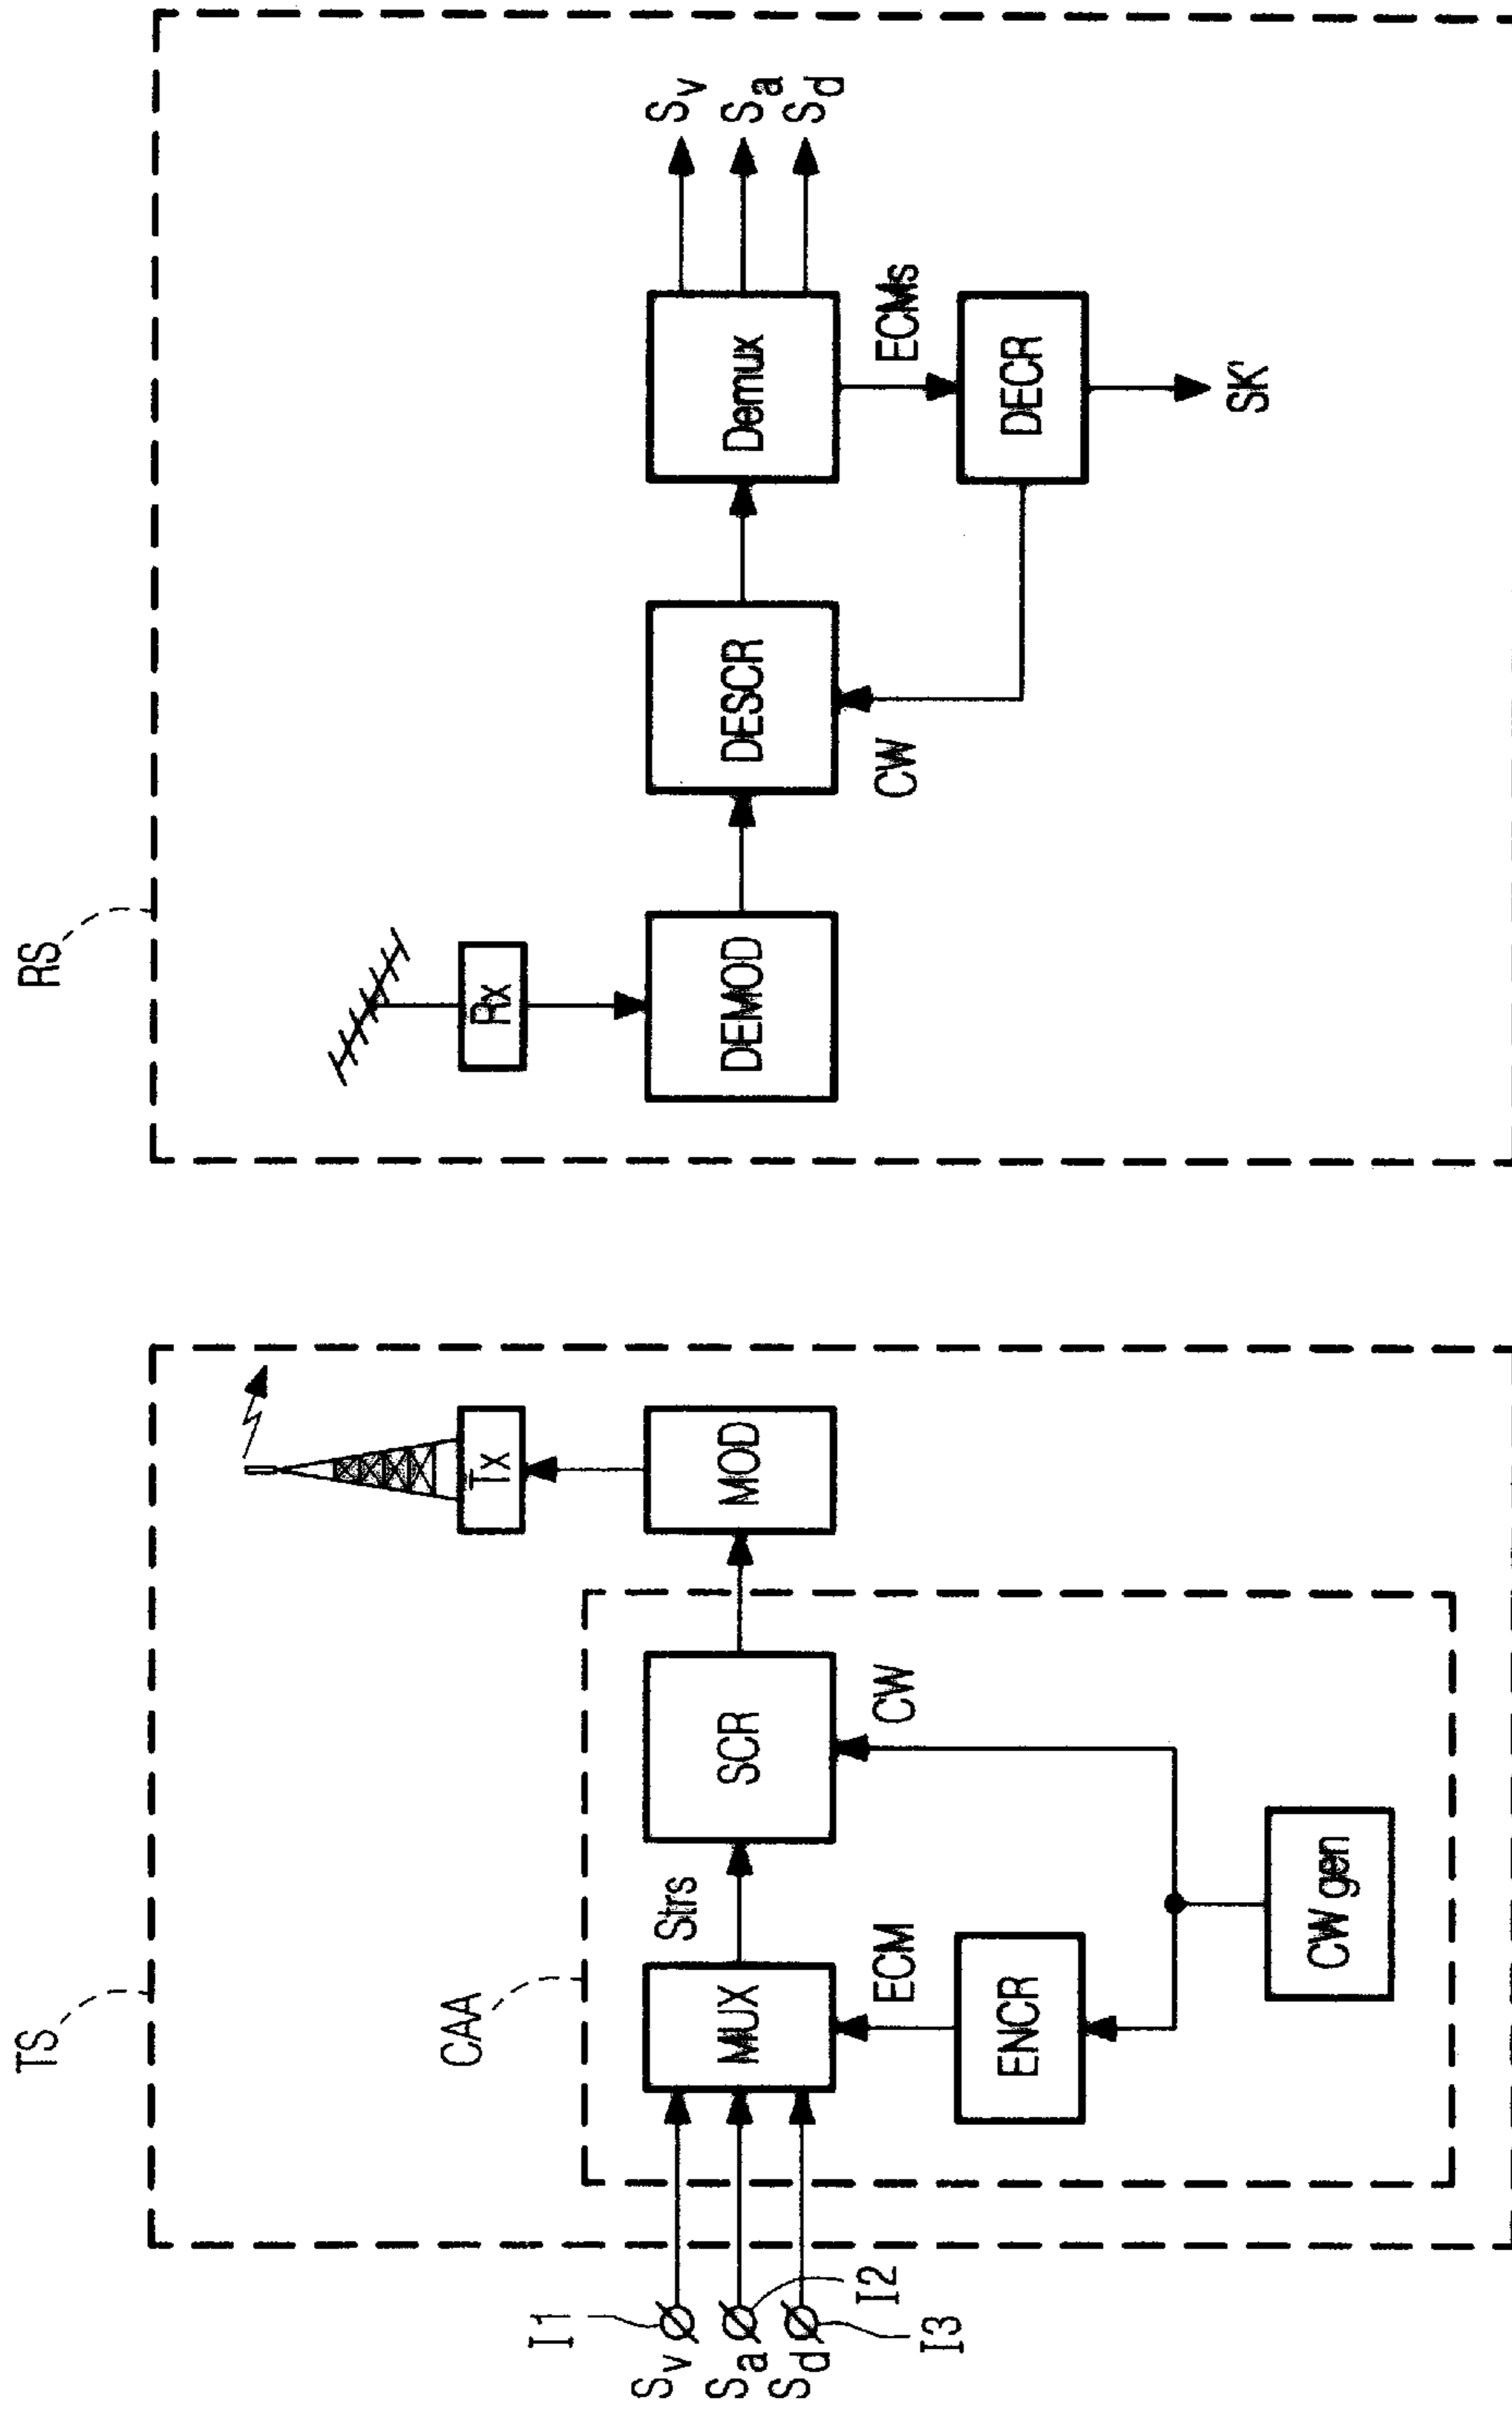 TS
CAA
I1
I2
I3
Sv
Sa
Sd
MUX
Strs
SCR
MOD
Tx
ECM
CW
ENCR
CW gen
RS
Rx
DEMOD
DESCR
Demux
Sv
Sa
Sd
CW
ECMs
DECR
SK'